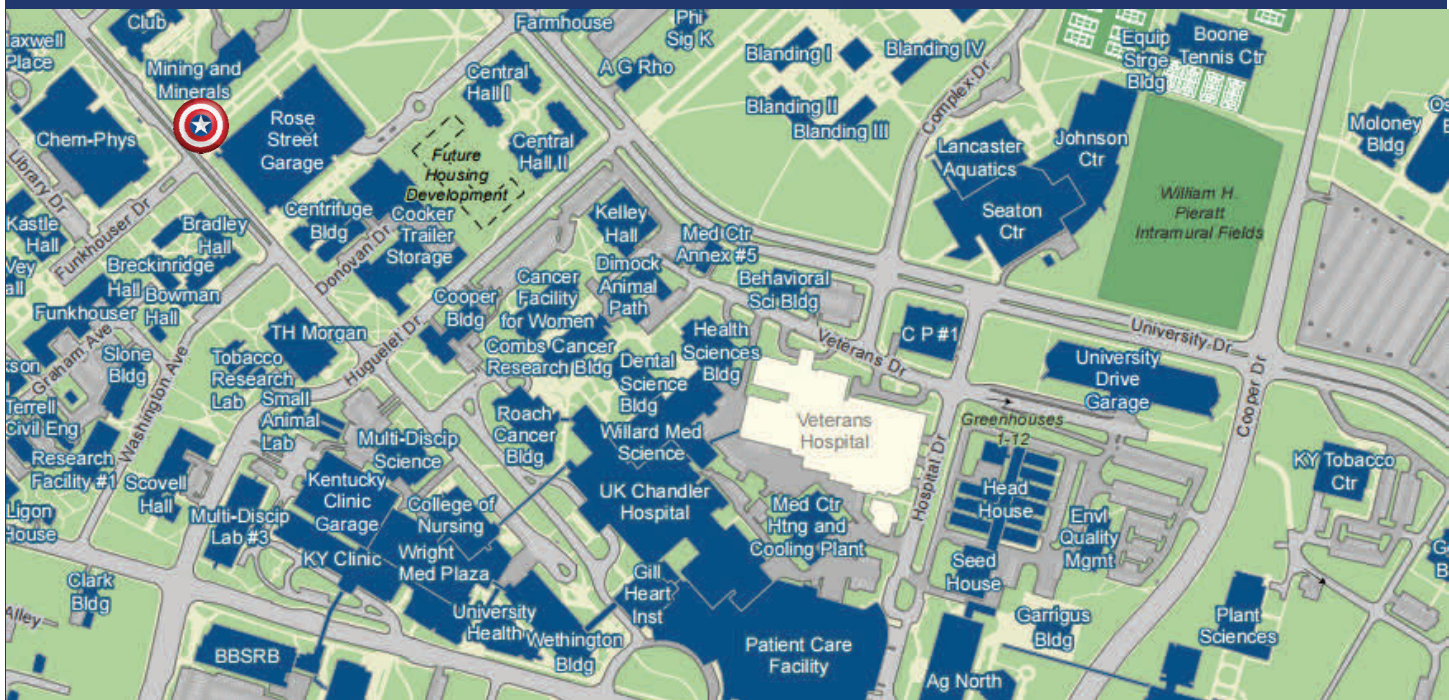 Club
Farmhouse
Phi
Sig K
Maxwell
Place
Mining and
Minerals
Central
Hall I
A G Rho
Blanding I
Blanding IV
Equip
Strge
Bldg
Boone
Tennis Ctr
Chem-Phys
Rose
Street
Garage
Future
Housing
Development
Central
Hall II
Blanding II
Blanding III
Complex Dr
Lancaster
Aquatics
Johnson
Ctr
Moloney
Bldg
Library Dr
Kastle
Hall
Funkhouser Dr
Bradley
Hall
Centrifuge
Bldg
Donovan Dr
Cooker
Trailer
Storage
Kelley
Hall
Med Ctr
Annex #5
Seaton
Ctr
William H.
Pieratt
Intramural Fields
Breckinridge
Hall
Bowman
Hall
Funkhouser
Cooper
Bldg
Cancer
Facility
for Women
Dimock
Animal
Path
Behavioral
Sci Bldg
Graham Ave
Slone
Bldg
Washington Ave
TH Morgan
Huguelet Dr
Combs Cancer
Research Bldg
Health
Sciences
Bldg
Veterans Dr
C P #1
University Dr
Tobacco
Research
Lab
Small
Animal
Lab
Dental
Science
Bldg
University
Drive
Garage
Cooper Dr
Terrell
Civil Eng
Research
Facility #1
Scovell
Hall
Multi-Discip
Science
Roach
Cancer
Bldg
Willard Med
Science
Veterans
Hospital
Greenhouses
1-12
KY Tobacco
Ctr
Ligon
House
Multi-Discip
Lab #3
Kentucky
Clinic
Garage
College of
Nursing
UK Chandler
Hospital
Med Ctr
Htng and
Cooling Plant
Hospital Dr
Head
House
Envl
Quality
Mgmt
KY Clinic
Wright
Med Plaza
Seed
House
Clark
Bldg
Alley
University
Health
Wethington
Bldg
Gill
Heart
Inst
Garrigus
Bldg
Plant
Sciences
BBSRB
Patient Care
Facility
Ag North